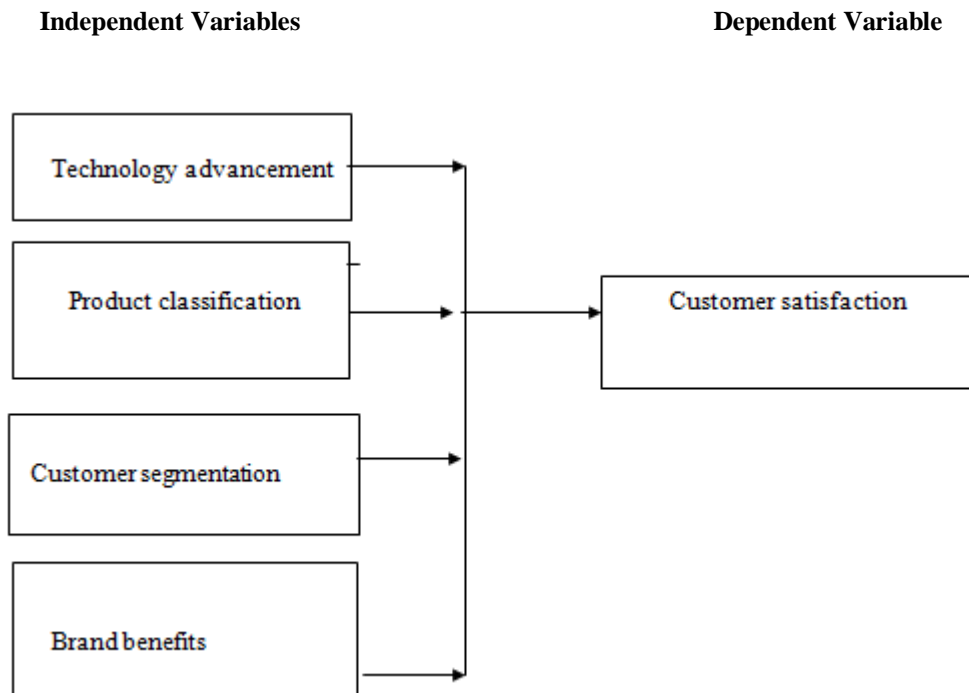 Independent Variables
Dependent Variable
Technology advancement
Product classification
Customer satisfaction
Customer segmentation
Brand benefits